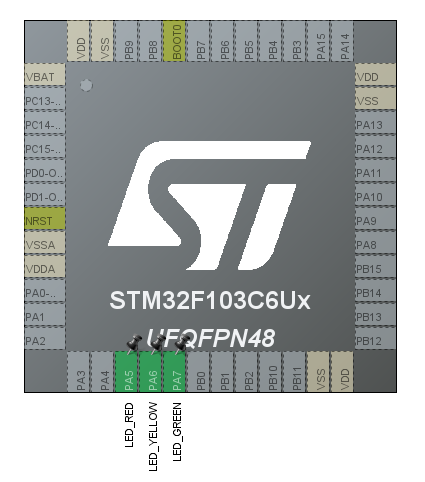 VDD
VSS
PB9
PB8
BOOT0
PB7
PB6
PB5
PB4
PB3
PA15
PA14
VBAT
PC13-..
PC14-..
PC15-..
PD0-O..
PD1-O..
NRST
VSSA
VDDA
PA0-..
PA1
PA2
VDD
VSS
PA13
PA12
PA11
PA10
PA9
PA8
PB15
PB14
PB13
PB12
ST
STM32F103C6Ux
UFQFPN48
PA3
PA4
PA5
PA6
PA7
PB0
PB1
PB2
PB10
PB11
VSS
VDD
LED_RED
LED_YELLOW
LED_GREEN